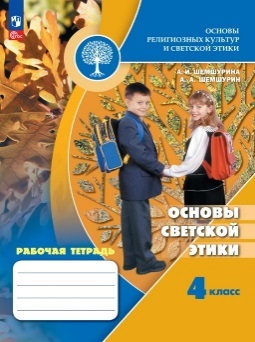 ОСНОВЫ
РЕЛИГИОЗНЫХ КУЛЬТУР
И СВЕТСКОЙ ЭТИКИ
А. И. ШЕМШУРИНА
А. А. ШЕМШУРИН
ОСНОВЫ
СВЕТСКОЙ
ЭТИКИ
РАБОЧАЯ ТЕТРАДЬ
4 КЛАСС